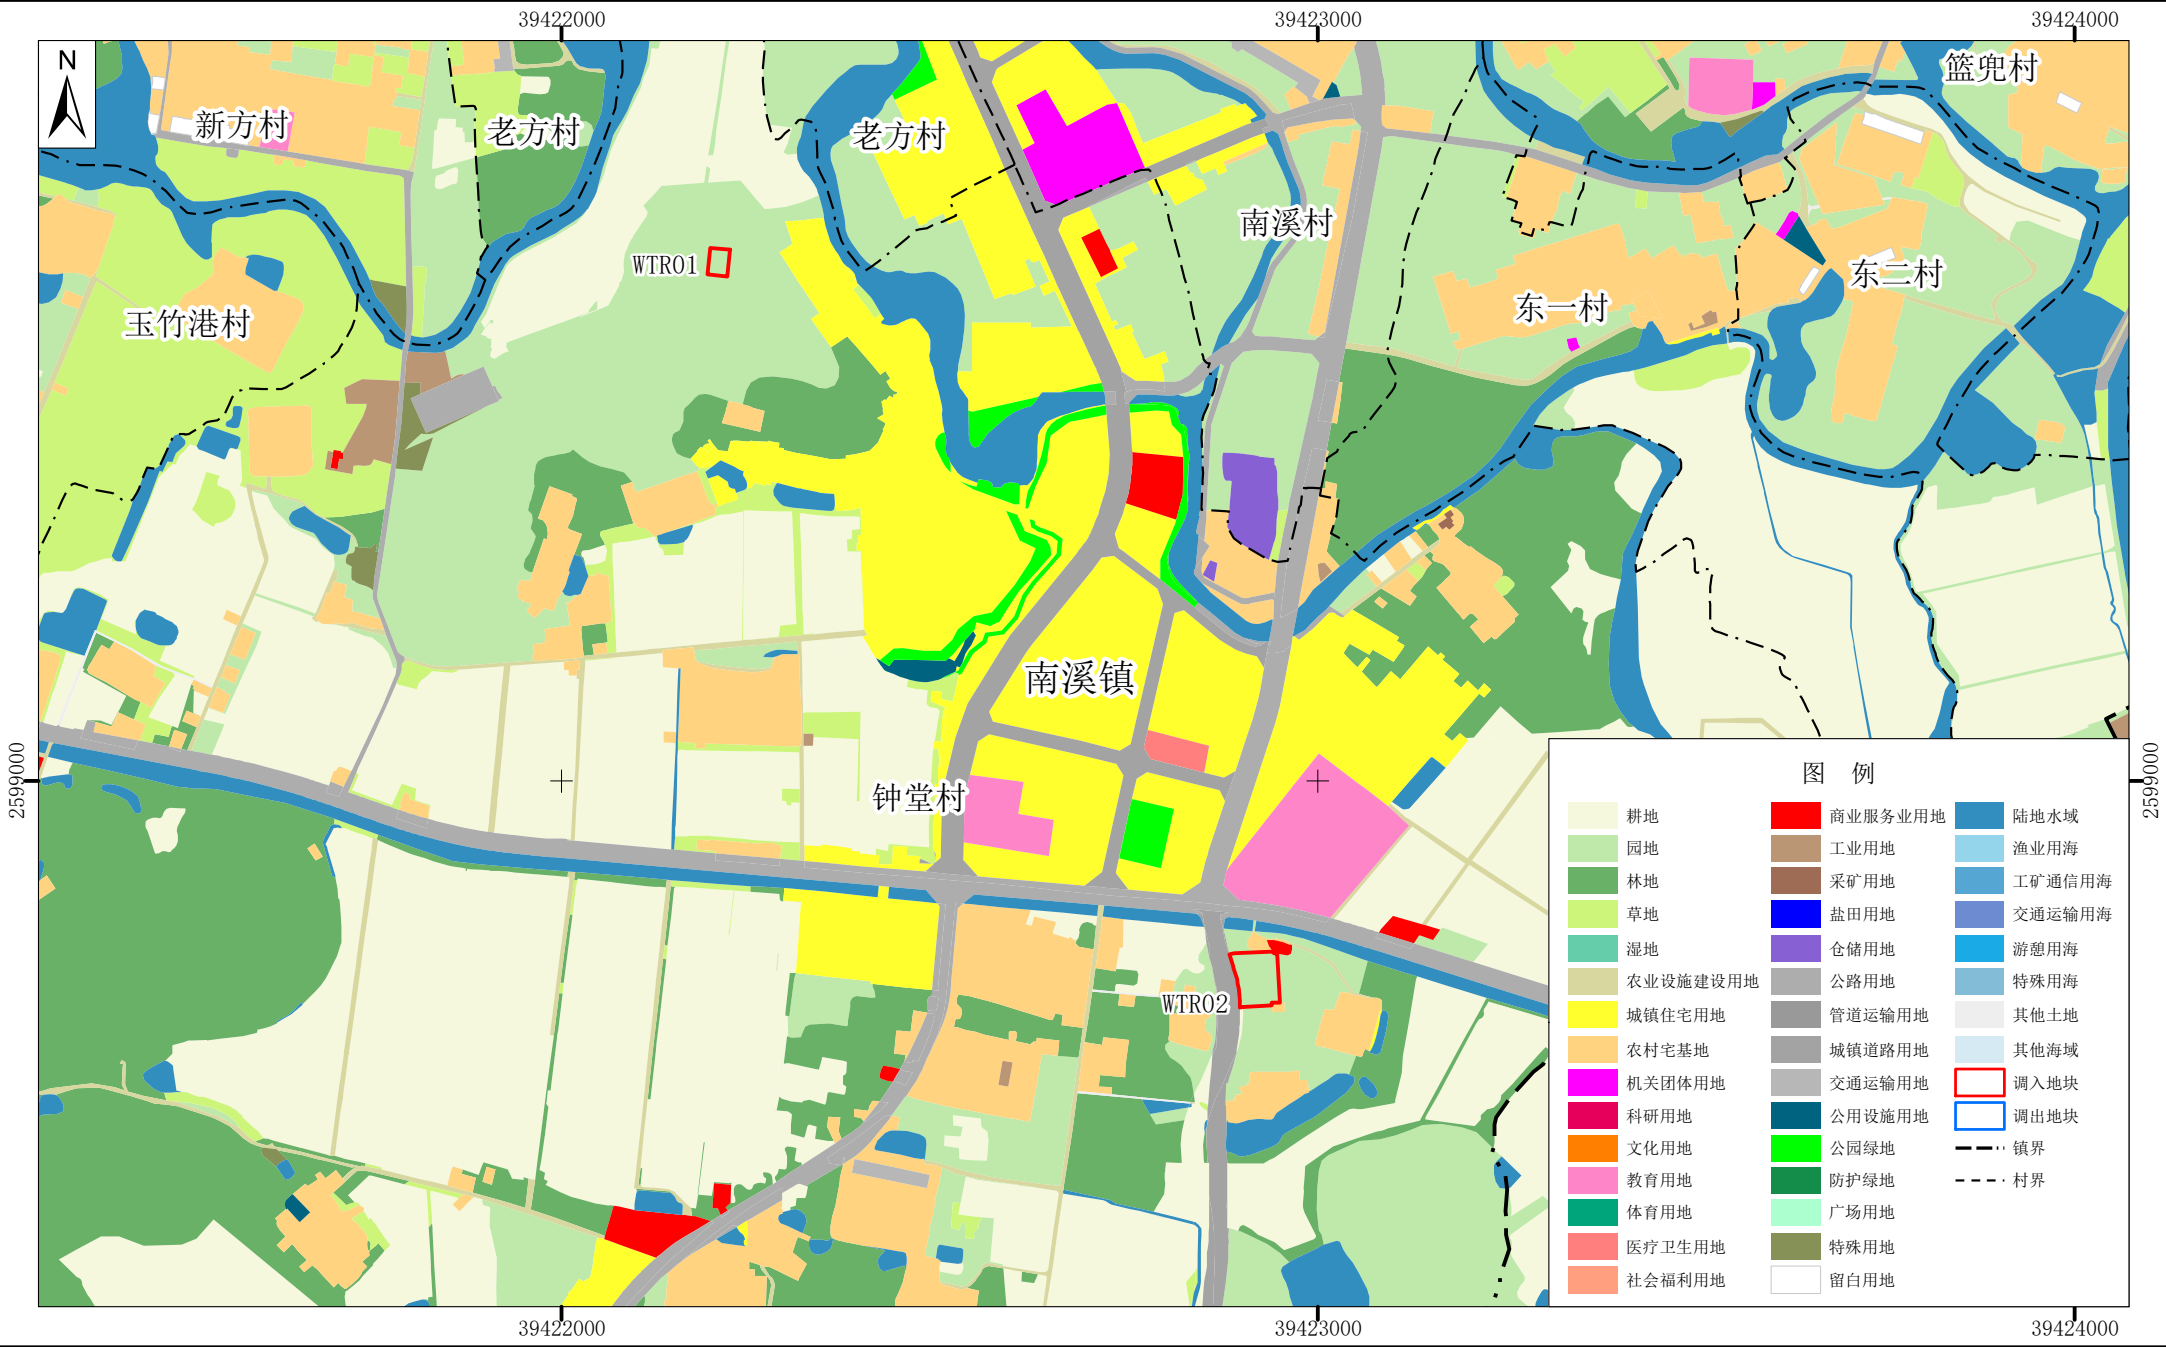 39422000
39423000
39424000
N
新方村
老方村
老方村
篮兜村
南溪村
WTR01
玉竹港村
东一村
东二村
南溪镇
钟堂村
WTR02
2599000
2599000
图 例
耕地
园地
林地
草地
湿地
农业设施建设用地
城镇住宅用地
农村宅基地
机关团体用地
科研用地
文化用地
教育用地
体育用地
医疗卫生用地
社会福利用地
商业服务业用地
工业用地
采矿用地
盐田用地
仓储用地
公路用地
管道运输用地
城镇道路用地
交通运输用地
公用设施用地
公园绿地
防护绿地
广场用地
特殊用地
留白用地
陆地水域
渔业用海
工矿通信用海
交通运输用海
游憩用海
特殊用海
其他土地
其他海域
调入地块
调出地块
镇界
村界
39422000
39423000
39424000